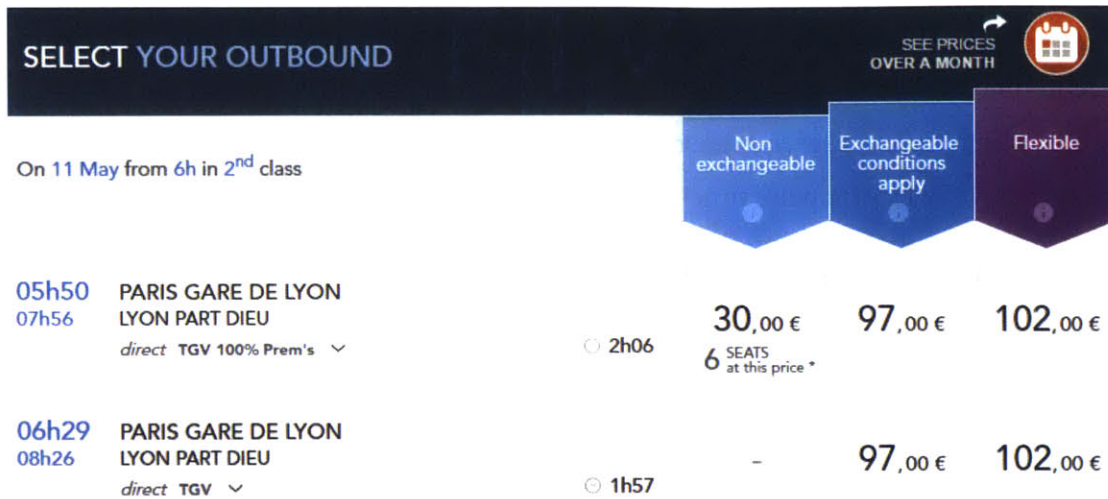 SELECT YOUR OUTBOUND
SEE PRICES
OVER A MONTH
On 11 May from 6h in 2nd class
Non
exchangeable
Exchangeable
conditions
apply
Flexible
05h50 PARIS GARE DE LYON
07h56 LYON PART DIEU
direct TGV 100% Prem's
2h06
30,00 €
6 SEATS
at this price *
97,00 €
102,00 €
06h29 PARIS GARE DE LYON
08h26 LYON PART DIEU
direct TGV
1h57
-
97,00 €
102,00 €